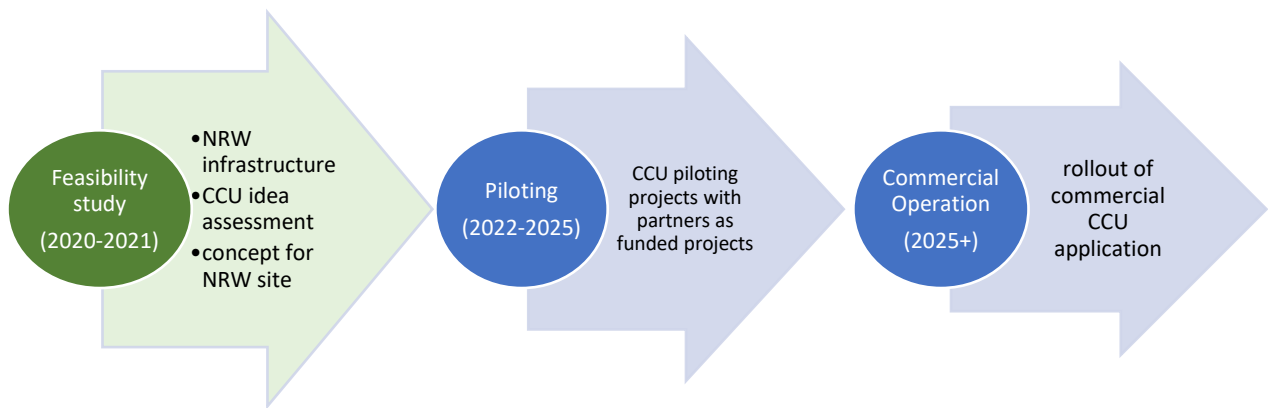 Feasibility
study
(2020-2021)
•NRW
infrastructure
•CCU idea
assessment
•concept for
NRW site
Piloting
(2022-2025)
CCU piloting
projects with
partners as
funded projects
Commercial
Operation
(2025+)
rollout of
commercial
CCU
application